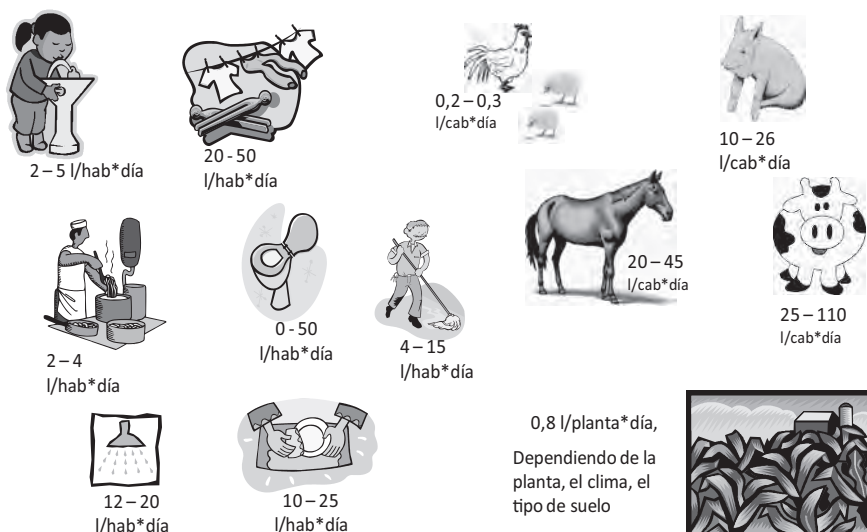 2 – 5 l/hab*día
20 - 50
l/hab*día
0,2 – 0,3
l/cab*día
10 – 26
l/cab*día
2 – 4
l/hab*día
0 - 50
l/hab*día
4 – 15
l/hab*día
20 – 45
l/cab*día
25 – 110
l/cab*día
12 – 20
l/hab*día
10 – 25
l/hab*día
0,8 l/planta*día,
Dependiendo de la
planta, el clima, el
tipo de suelo